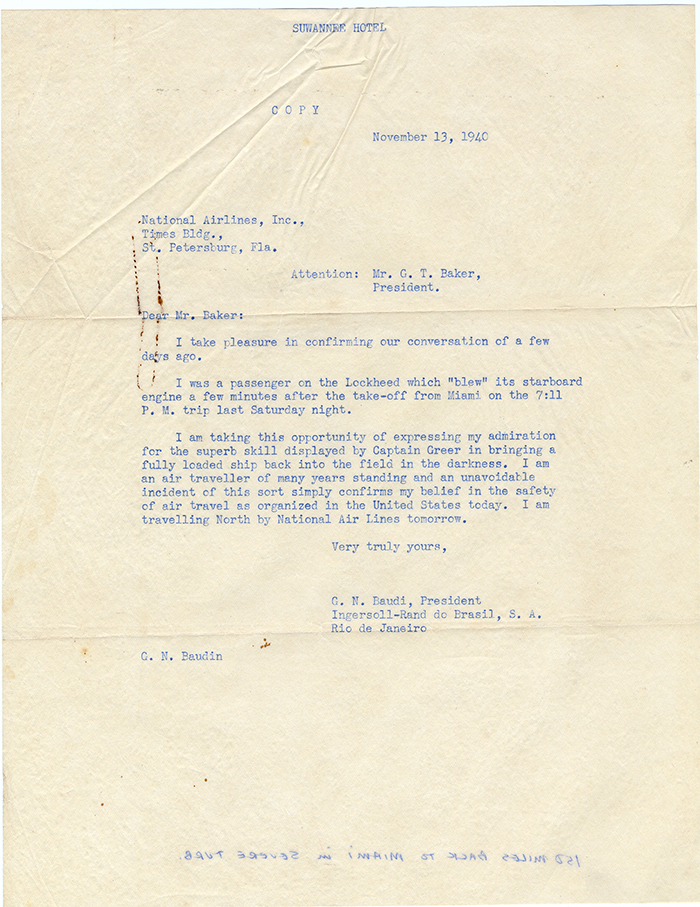 SUWANNEE HOTEL
C O P Y
November 13, 1940
National Airlines, Inc.,
Times Bldg.,
St. Petersburg, Fla.
Attention: Mr. G. T. Baker,
President.
Dear Mr. Baker:
I take pleasure in confirming our conversation of a few
days ago.
I was a passenger on the Lockheed which "blew" its starboard
engine a few minutes after the take-off from Miami on the 7:11
P. M. trip last Saturday night.
I am taking this opportunity of expressing my admiration
for the superb skill displayed by Captain Greer in bringing a
fully loaded ship back into the field in the darkness. I am
an air traveller of many years standing and an unavoidable
incident of this sort simply confirms my belief in the safety
of air travel as organized in the United States today. I am
travelling North by National Air Lines tomorrow.
Very truly yours,
G. N. Baudi, President
Ingersoll-Rand do Brasil, S. A.
Rio de Janeiro
G. N. Baudin
150 MILES BACK TO MIAMI in SEVERE TURB.